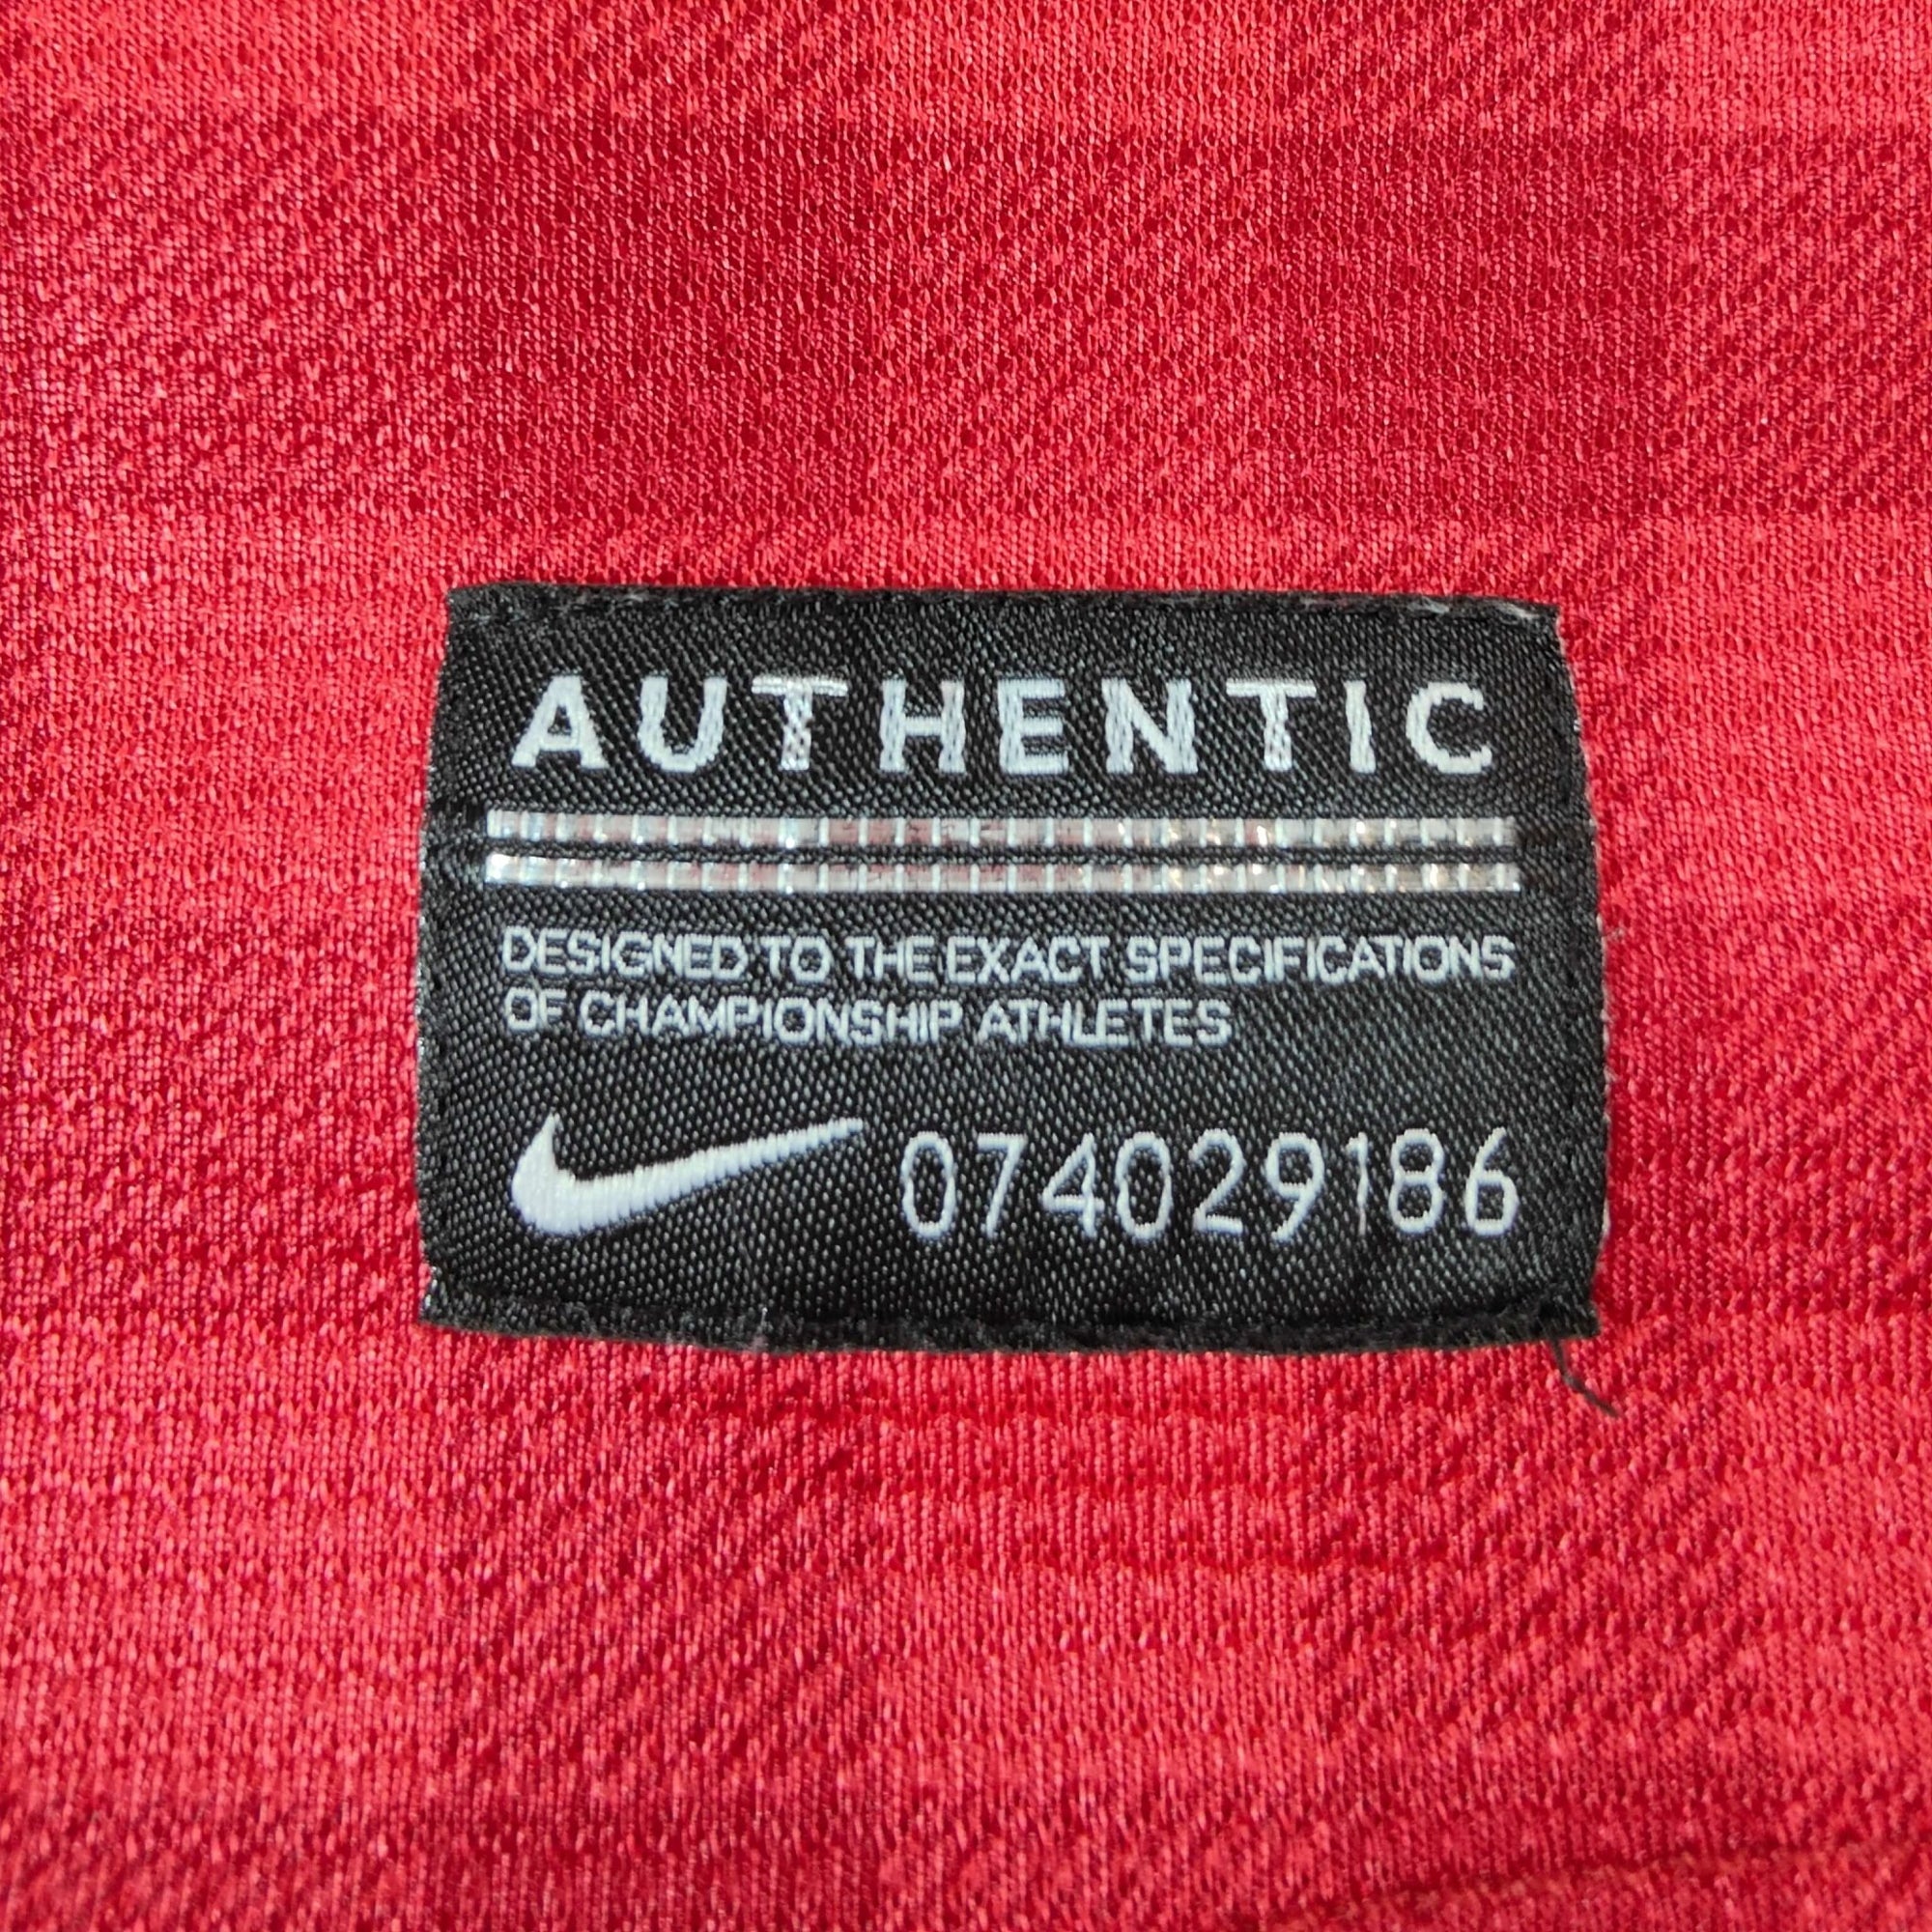 AUTHENTIC
DESIGNED TO THE EXACT SPECIFICATIONS
OF CHAMPIONSHIP ATHLETES
074029186